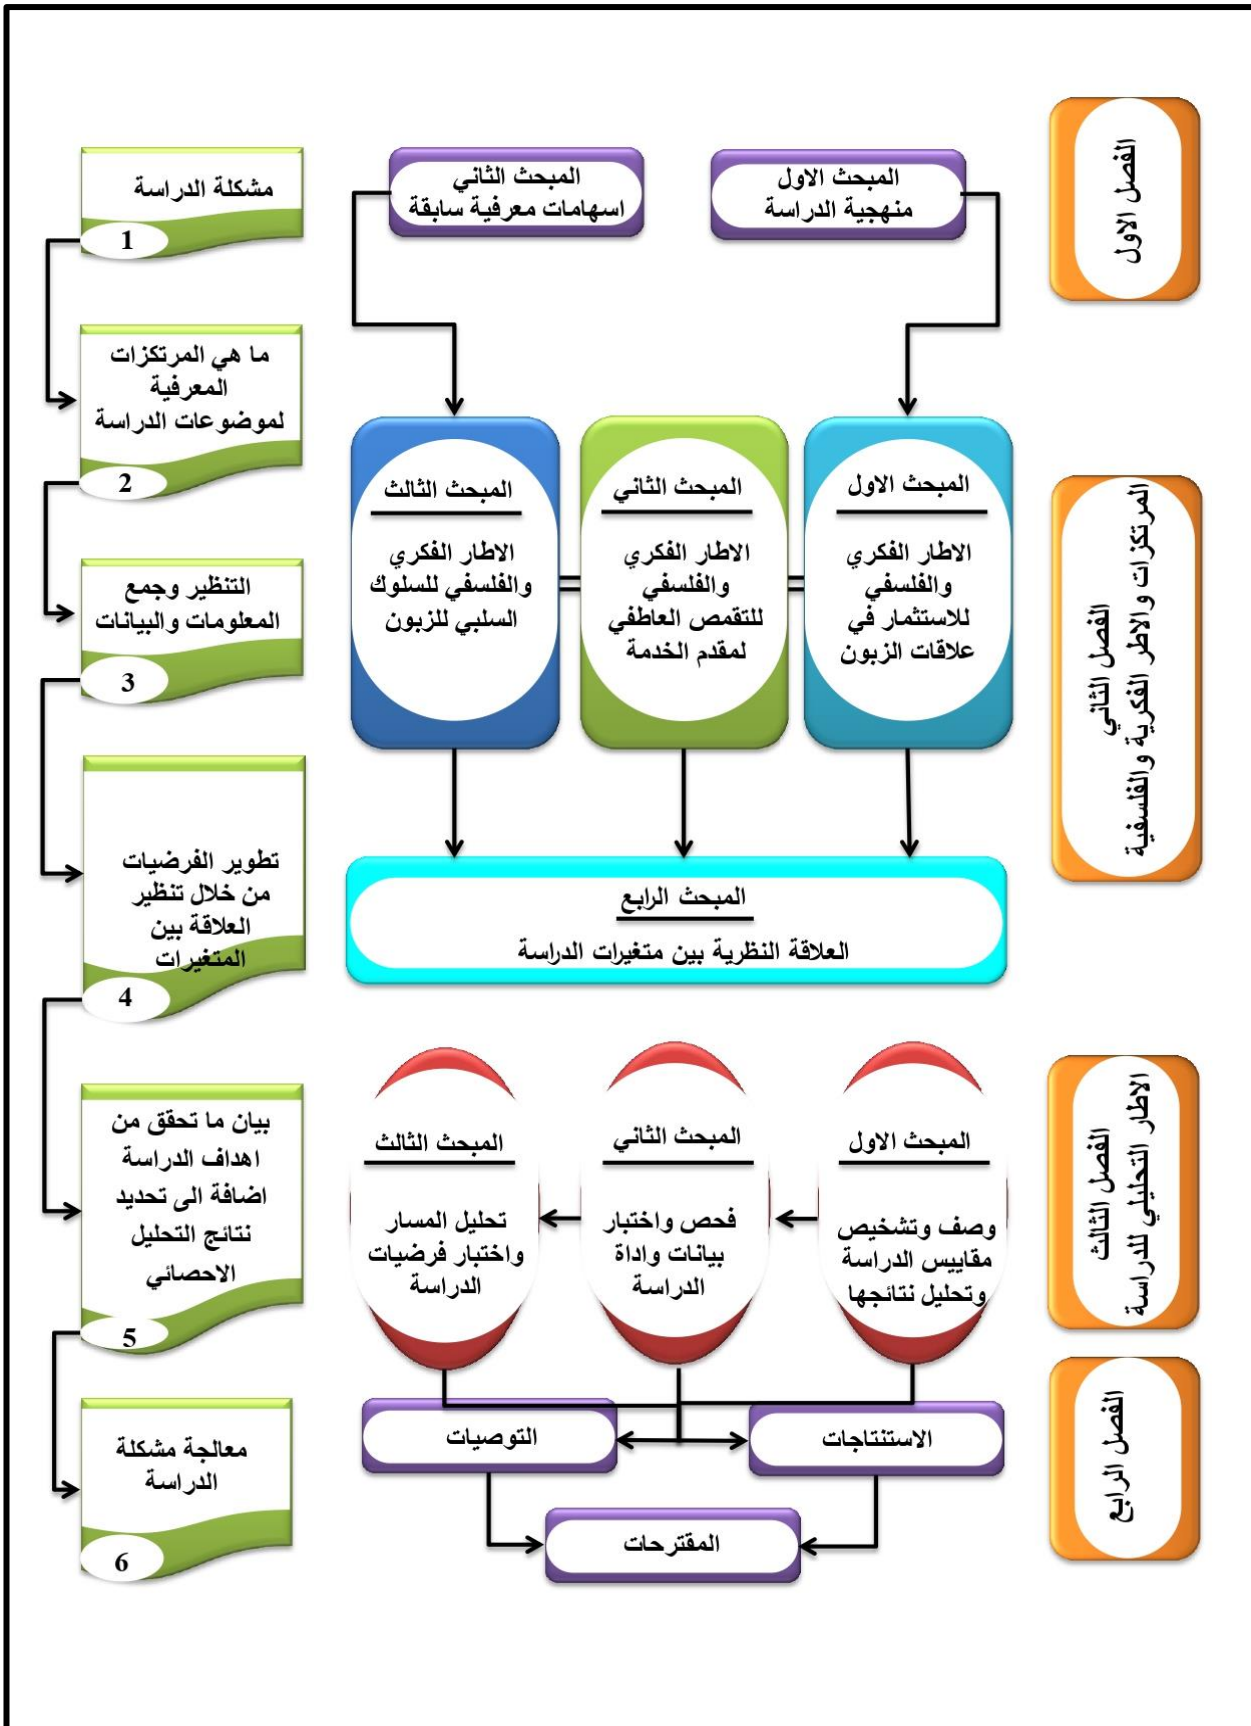 الفصل الاول
المبحث الاول
منهجية الدراسة
المبحث الثاني
اسهامات معرفية سابقة
مشكلة الدراسة
1
ما هي المرتكزات
المعرفية
لموضوعات الدراسة
2
الفصل الثاني
المرتكزات والاطر الفكرية والفلسفية
المبحث الاول
الاطار الفكري
والفلسفي
للاستثمار في
علاقات الزبون
المبحث الثاني
الاطار الفكري
والفلسفي
للتقمص العاطفي
لمقدم الخدمة
المبحث الثالث
الاطار الفكري
والفلسفي للسلوك
السلبي للزبون
التنظير وجمع
المعلومات والبيانات
3
المبحث الرابع
العلاقة النظرية بين متغيرات الدراسة
تطوير الفرضيات
من خلال تنظير
العلاقة بين
المتغيرات
4
الفصل الثالث
الاطار التحليلي للدراسة
المبحث الاول
وصف وتشخيص
مقاييس الدراسة
وتحليل نتائجها
المبحث الثاني
فحص واختبار
بيانات واداة
الدراسة
المبحث الثالث
تحليل المسار
واختبار فرضيات
الدراسة
بيان ما تحقق من
اهداف الدراسة
اضافة الى تحديد
نتائج التحليل
الاحصائي
5
الفصل الرابع
الاستنتاجات
التوصيات
المقترحات
معالجة مشكلة
الدراسة
6